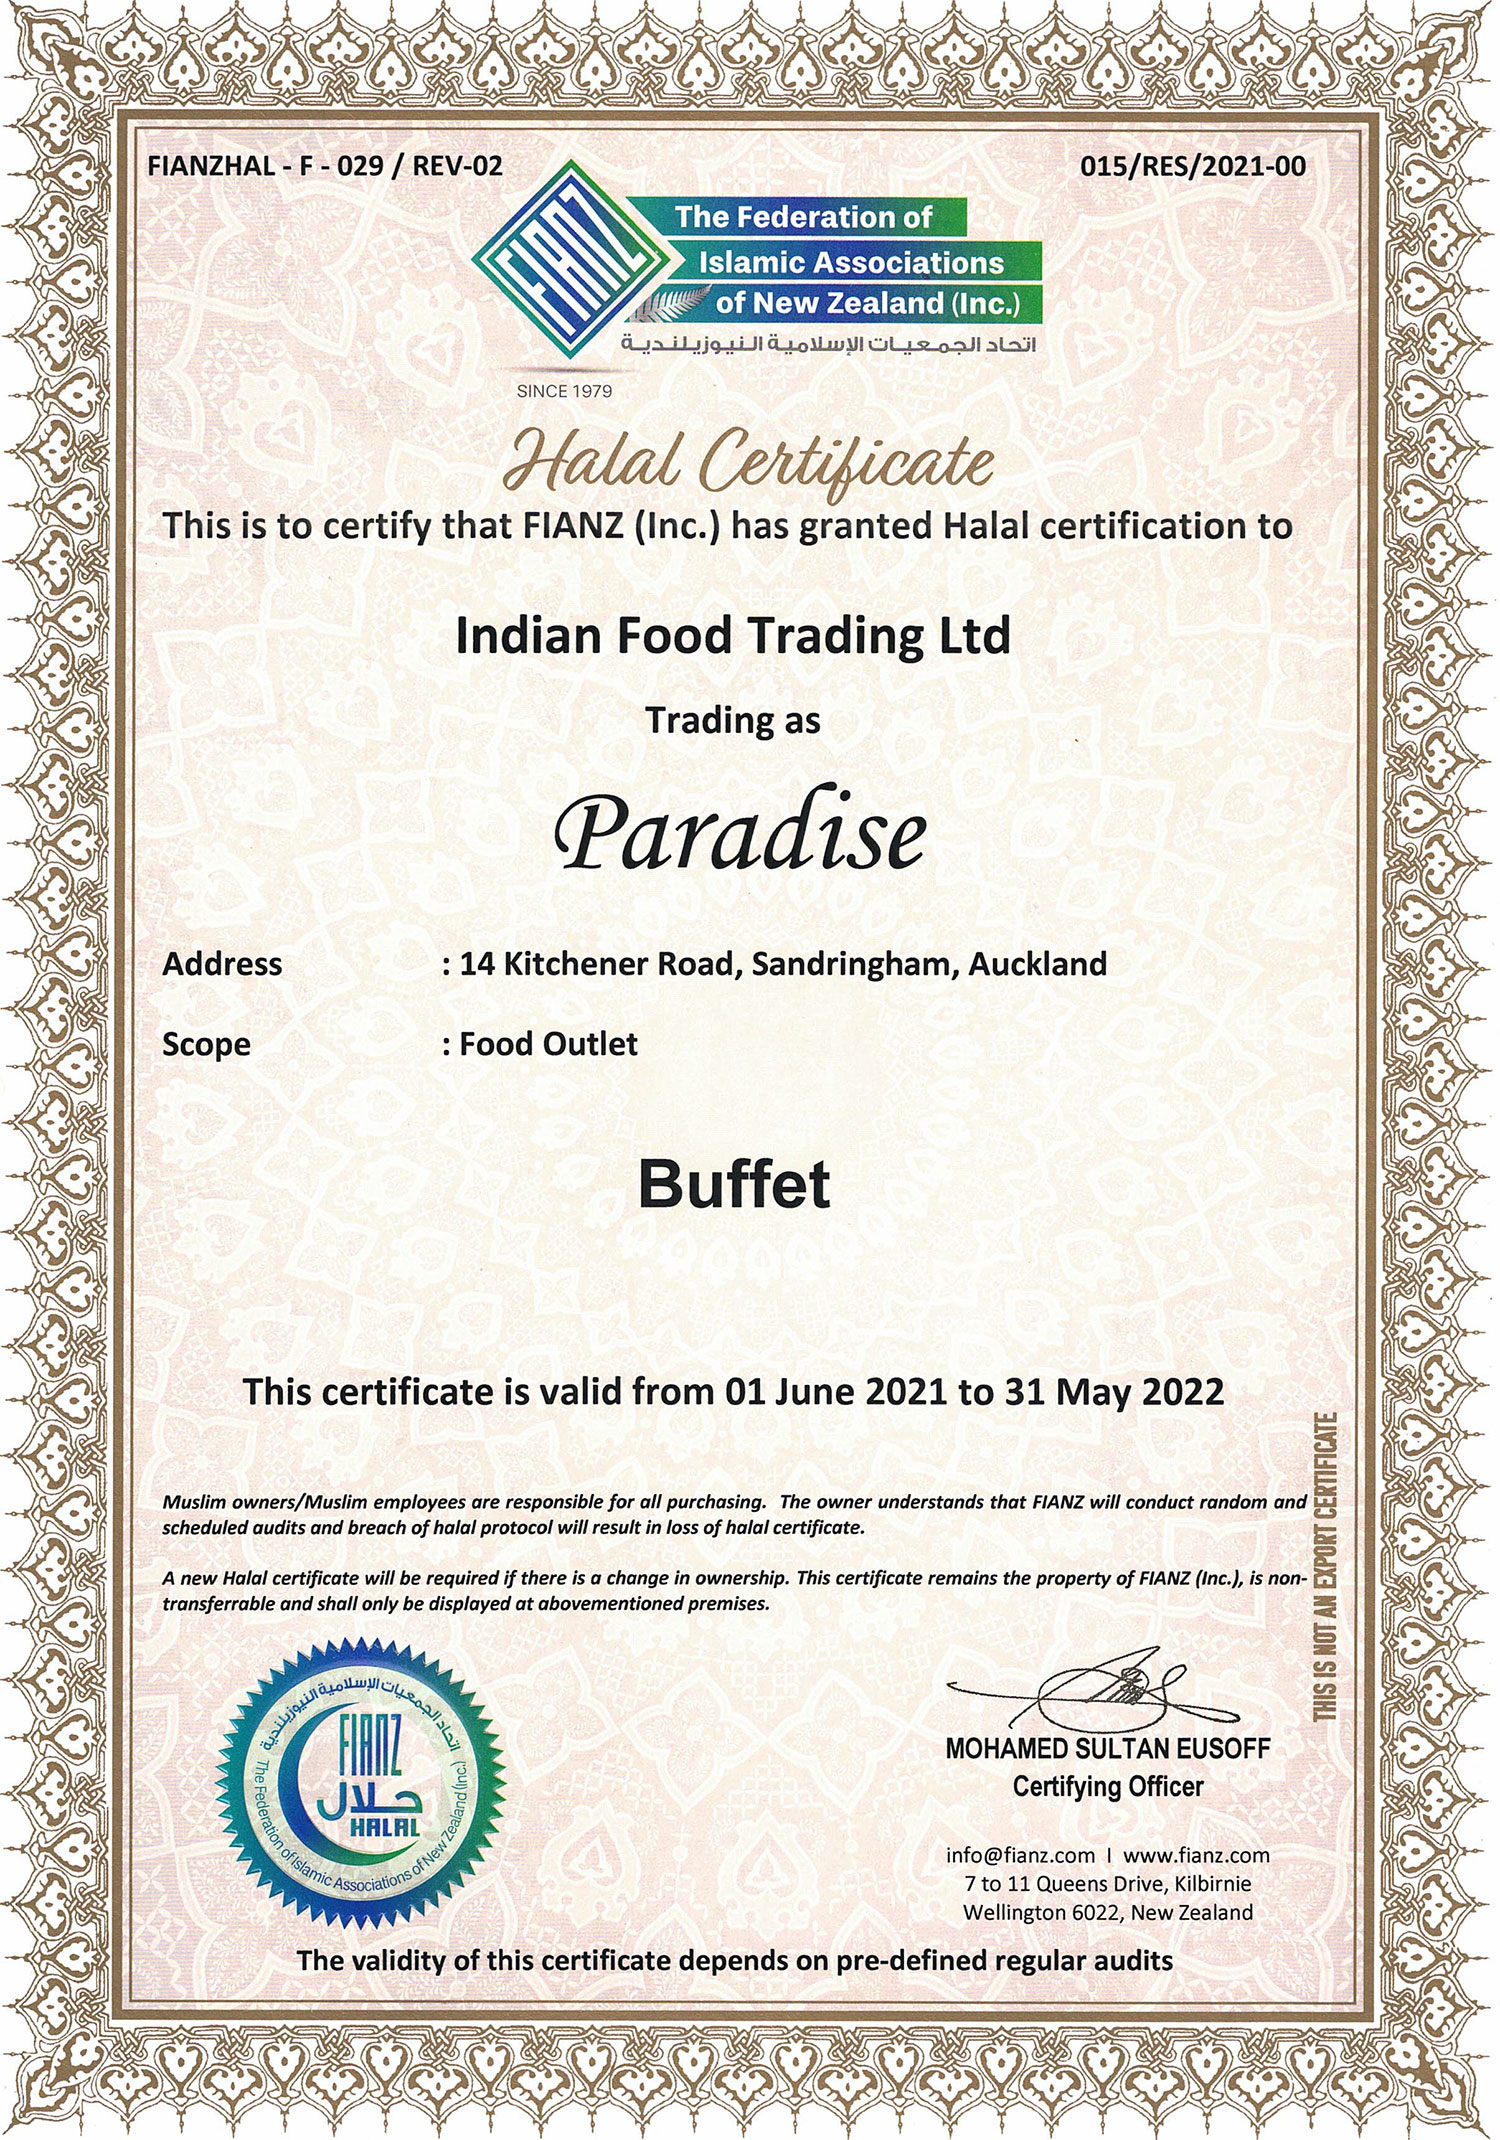 FIANZHAL - F - 029 / REV-02
015/RES/2021-00
FIANZ
The Federation of
Islamic Associations
of New Zealand (Inc.)
اتحاد الجمعيات الإسلامية النيوزيلندية
SINCE 1979
Halal Certificate
This is to certify that FIANZ (Inc.) has granted Halal certification to
Indian Food Trading Ltd
Trading as
Paradise
Address : 14 Kitchener Road, Sandringham, Auckland
Scope : Food Outlet
Buffet
This certificate is valid from 01 June 2021 to 31 May 2022
Muslim owners/Muslim employees are responsible for all purchasing. The owner understands that FIANZ will conduct random and
scheduled audits and breach of halal protocol will result in loss of halal certificate.
A new Halal certificate will be required if there is a change in ownership. This certificate remains the property of FIANZ (Inc.), is non-
transferrable and shall only be displayed at abovementioned premises.
THIS IS NOT AN EXPORT CERTIFICATE
اتحاد الجمعيات الإسلامية النيوزيلندية
FIANZ
حلال
HALAL
The Federation of Islamic Associations of New Zealand (Inc.)
MOHAMED SULTAN EUSOFF
Certifying Officer
info@fianz.com I www.fianz.com
7 to 11 Queens Drive, Kilbirnie
Wellington 6022, New Zealand
The validity of this certificate depends on pre-defined regular audits